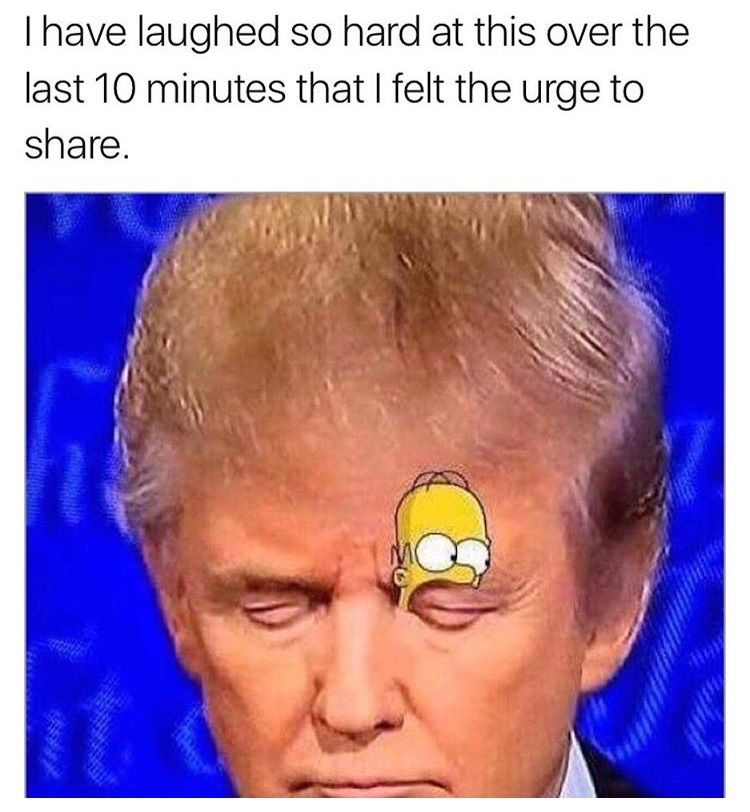 I have laughed so hard at this over the
last 10 minutes that I felt the urge to
share.